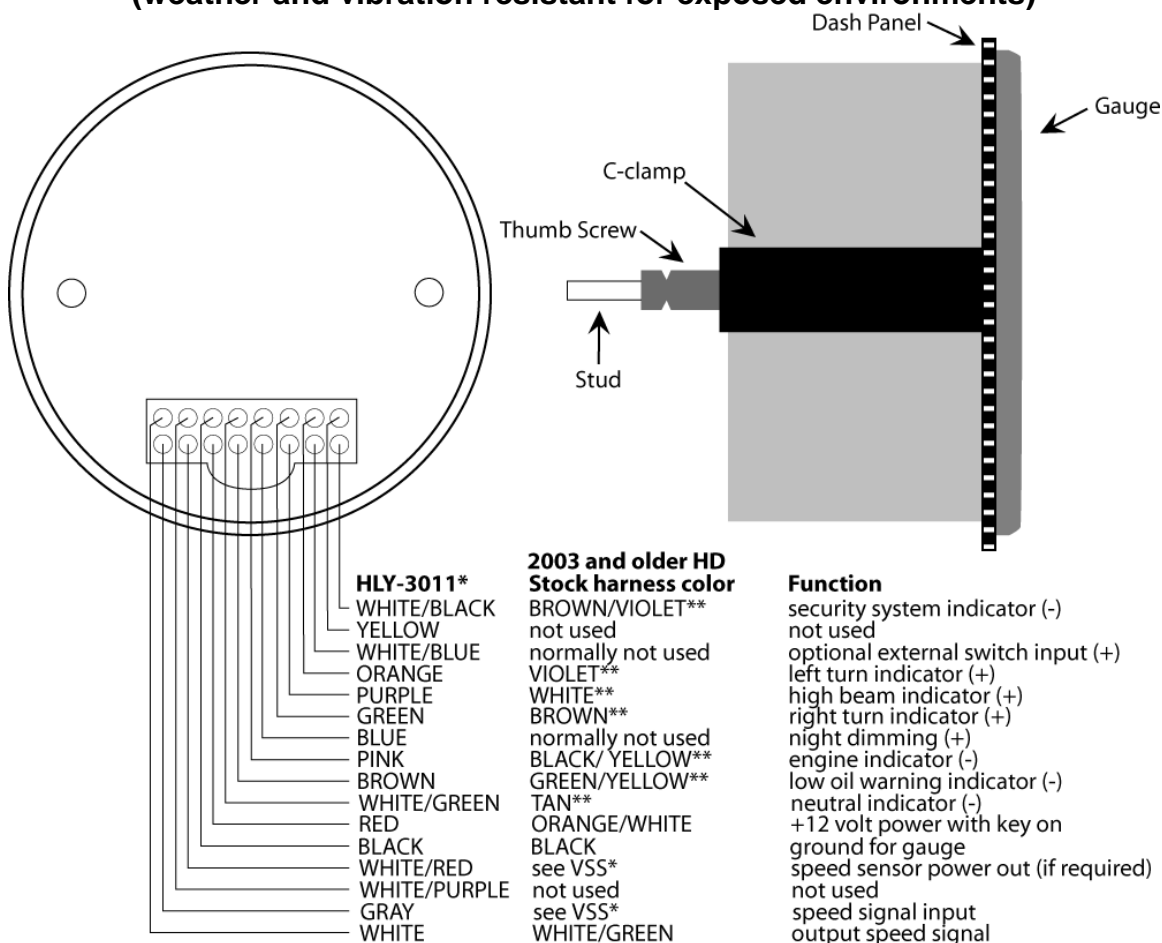 (weather and vibration resistant for exposed environments)
Dash Panel
Gauge
C-clamp
Thumb Screw
Stud
2003 and older HD
HLY-3011* Stock harness color Function
WHITE/BLACK BROWN/VIOLET** security system indicator (-)
YELLOW not used not used
WHITE/BLUE normally not used optional external switch input (+)
ORANGE VIOLET** left turn indicator (+)
PURPLE WHITE** high beam indicator (+)
GREEN BROWN** right turn indicator (+)
BLUE normally not used night dimming (+)
PINK BLACK/ YELLOW** engine indicator (-)
BROWN GREEN/YELLOW** low oil warning indicator (-)
WHITE/GREEN TAN** neutral indicator (-)
RED ORANGE/WHITE +12 volt power with key on
BLACK BLACK ground for gauge
WHITE/RED see VSS* speed sensor power out (if required)
WHITE/PURPLE not used not used
GRAY see VSS* speed signal input
WHITE WHITE/GREEN output speed signal